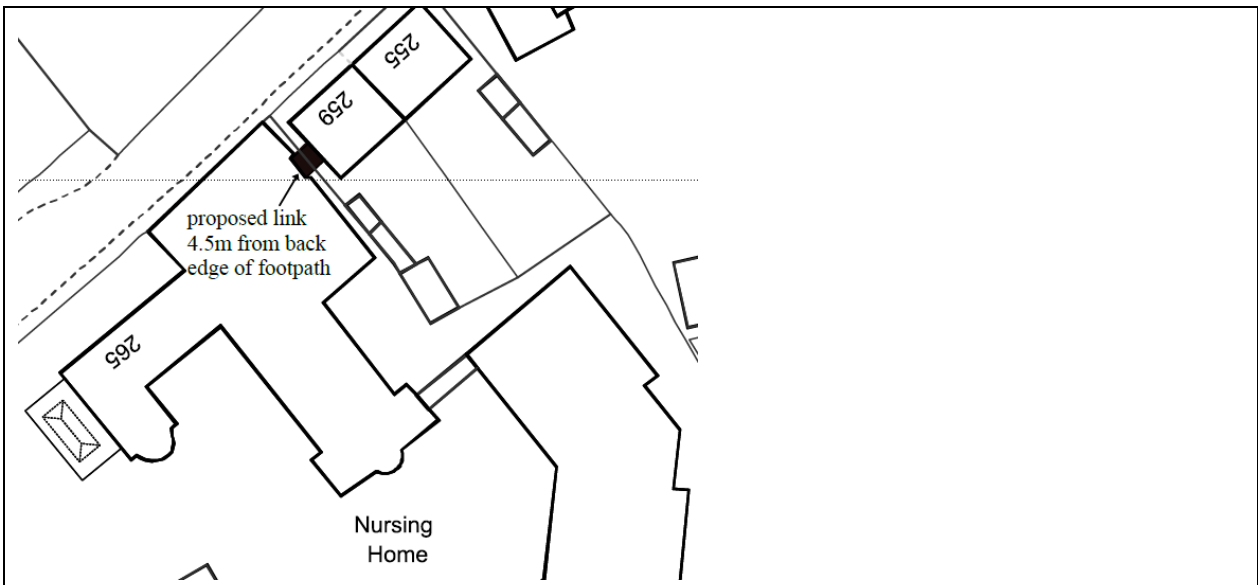 255
259
proposed link
4.5m from back
edge of footpath
265
Nursing
Home